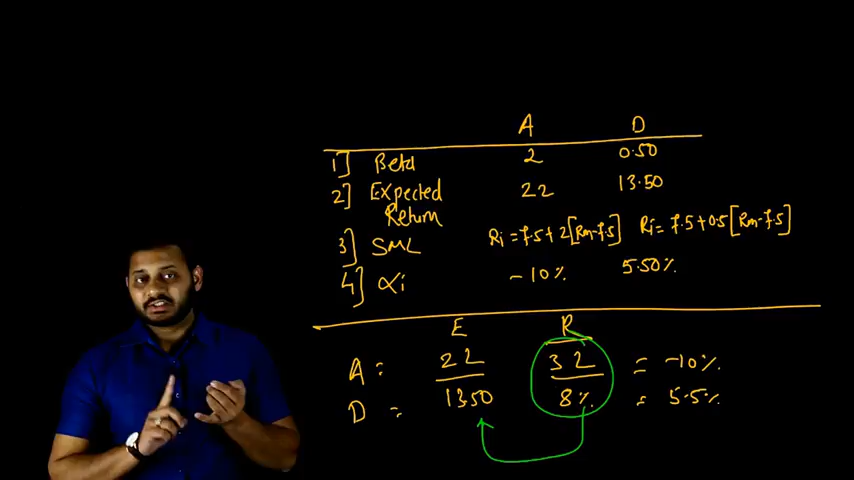 A D
1] Beta 2 0.50
2] Expected Return 22 13.50
3] SML Ri = 7.5+2[Rm-7.5] Ri = 7.5+0.5[Rm-7.5]
4] αi -10% 5.50%
E R
A = 22 32 = -10%
D = 1350 8% = 5.5%